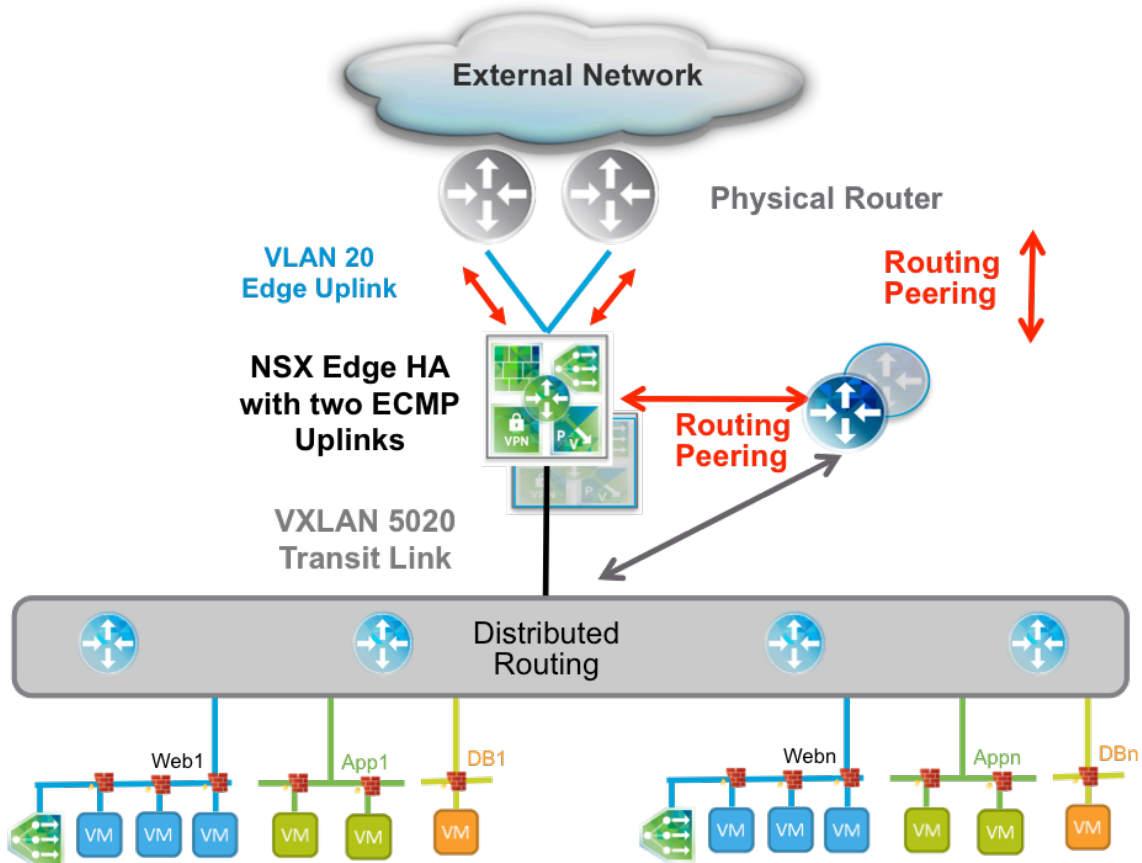 External Network
Physical Router
VLAN 20
Edge Uplink
Routing
Peering
NSX Edge HA
with two ECMP
Uplinks
VPN
P
V
Routing
Peering
VPN
P
V
VXLAN 5020
Transit Link
Distributed
Routing
Web1
App1
DB1
Webn
Appn
DBn
VM
VM
VM
VM
VM
VM
VM
VM
VM
VM
VM
VM